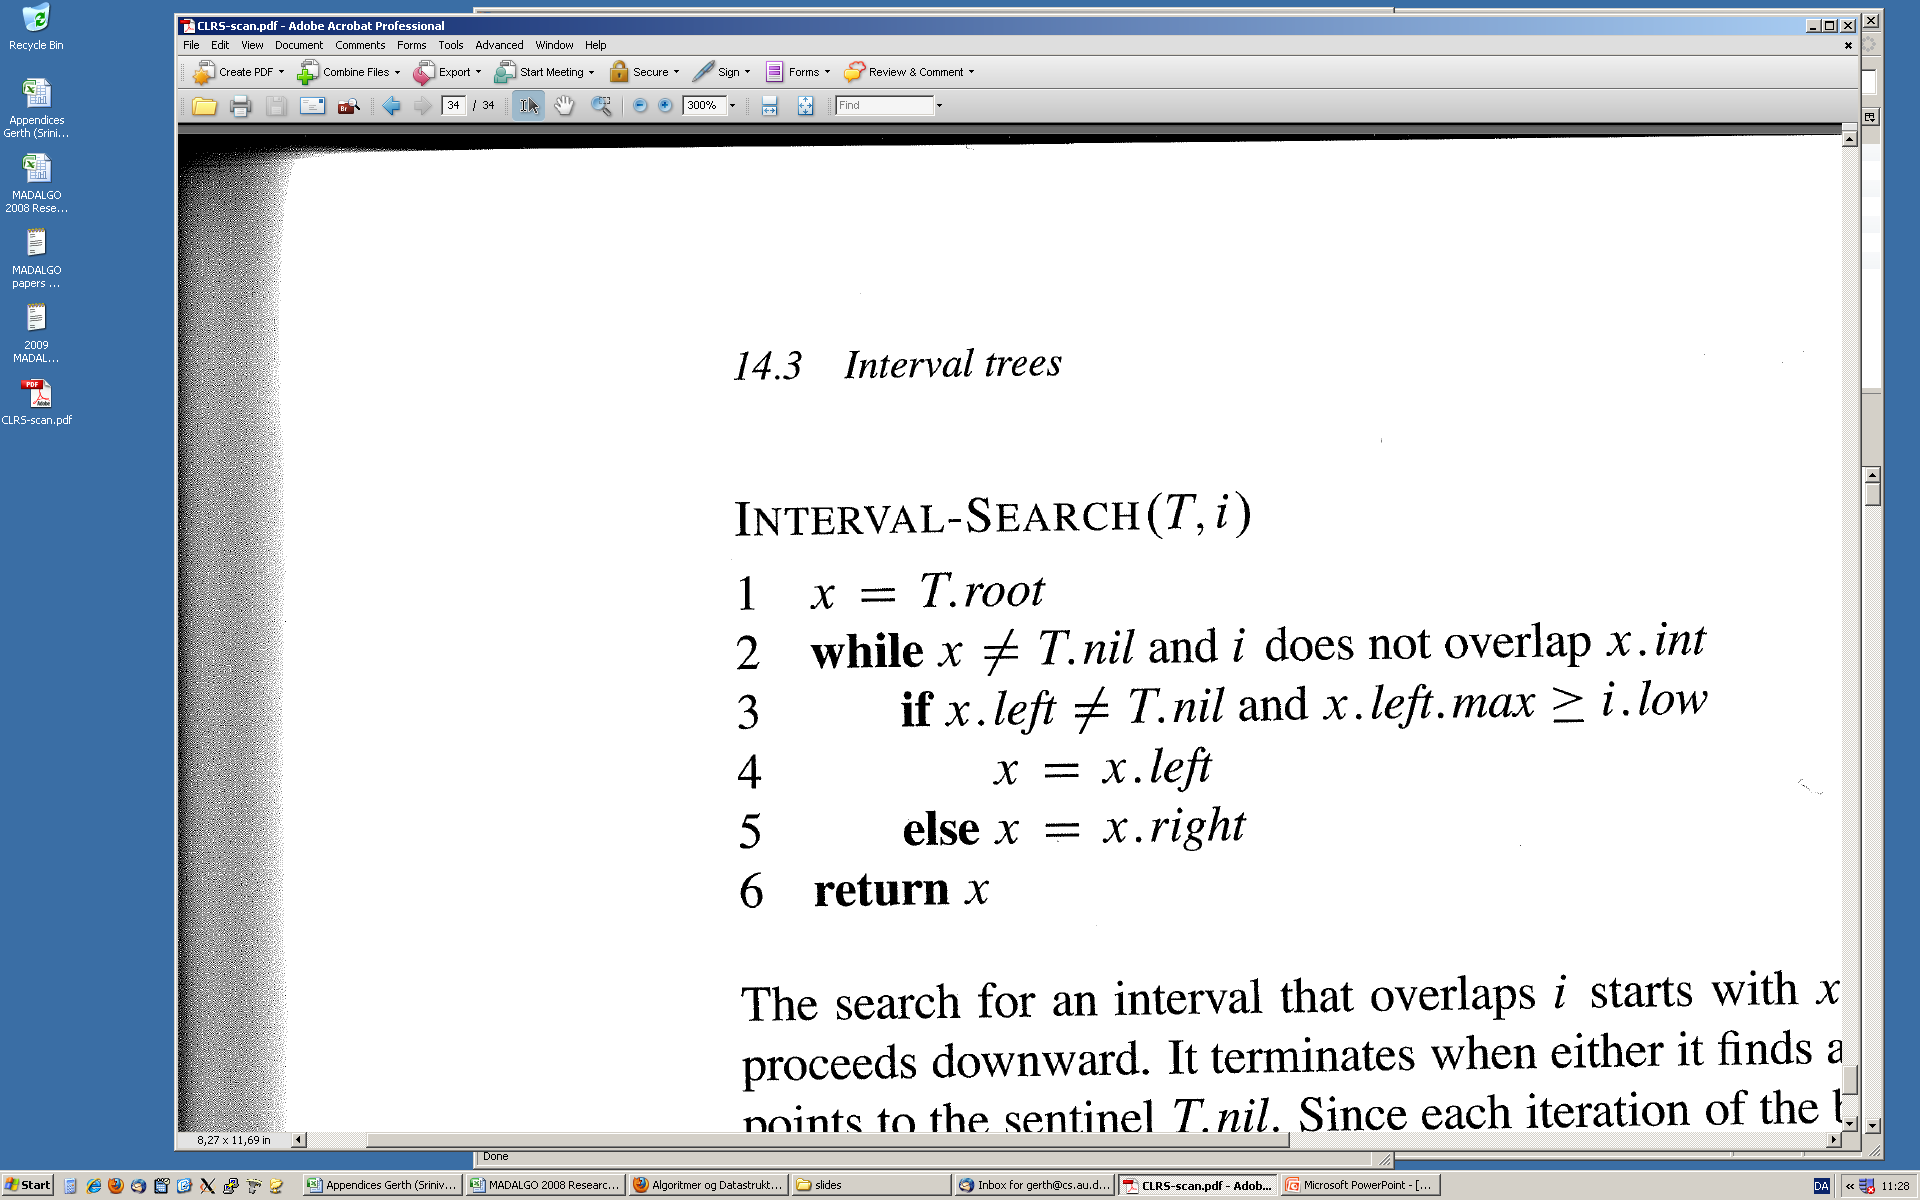 Recycle Bin
Appendices
Gerth (Srini...
MADALGO
2008 Rese...
MADALGO
papers ...
2009
MADAL...
CLRS-scan.pdf
CLRS-scan.pdf - Adobe Acrobat Professional
File Edit View Document Comments Forms Tools Advanced Window Help
Create PDF Combine Files Export Start Meeting Secure Sign Forms Review & Comment
34 / 34 300% Find
14.3 Interval trees
INTERVAL-SEARCH(T, i)
1 x = T.root
2 while x ≠ T.nil and i does not overlap x.int
3 if x.left ≠ T.nil and x.left.max ≥ i.low
4 x = x.left
5 else x = x.right
6 return x
The search for an interval that overlaps i starts with x
proceeds downward. It terminates when either it finds a
points to the sentinel T.nil. Since each iteration of the
8,27 x 11,69 in
Done
Start Appendices Gerth (Sriniv... MADALGO 2008 Researc... Algoritmer og Datastrukt... slides Inbox for gerth@cs.au.d... CLRS-scan.pdf - Adob... Microsoft PowerPoint - [... DA « 11:28